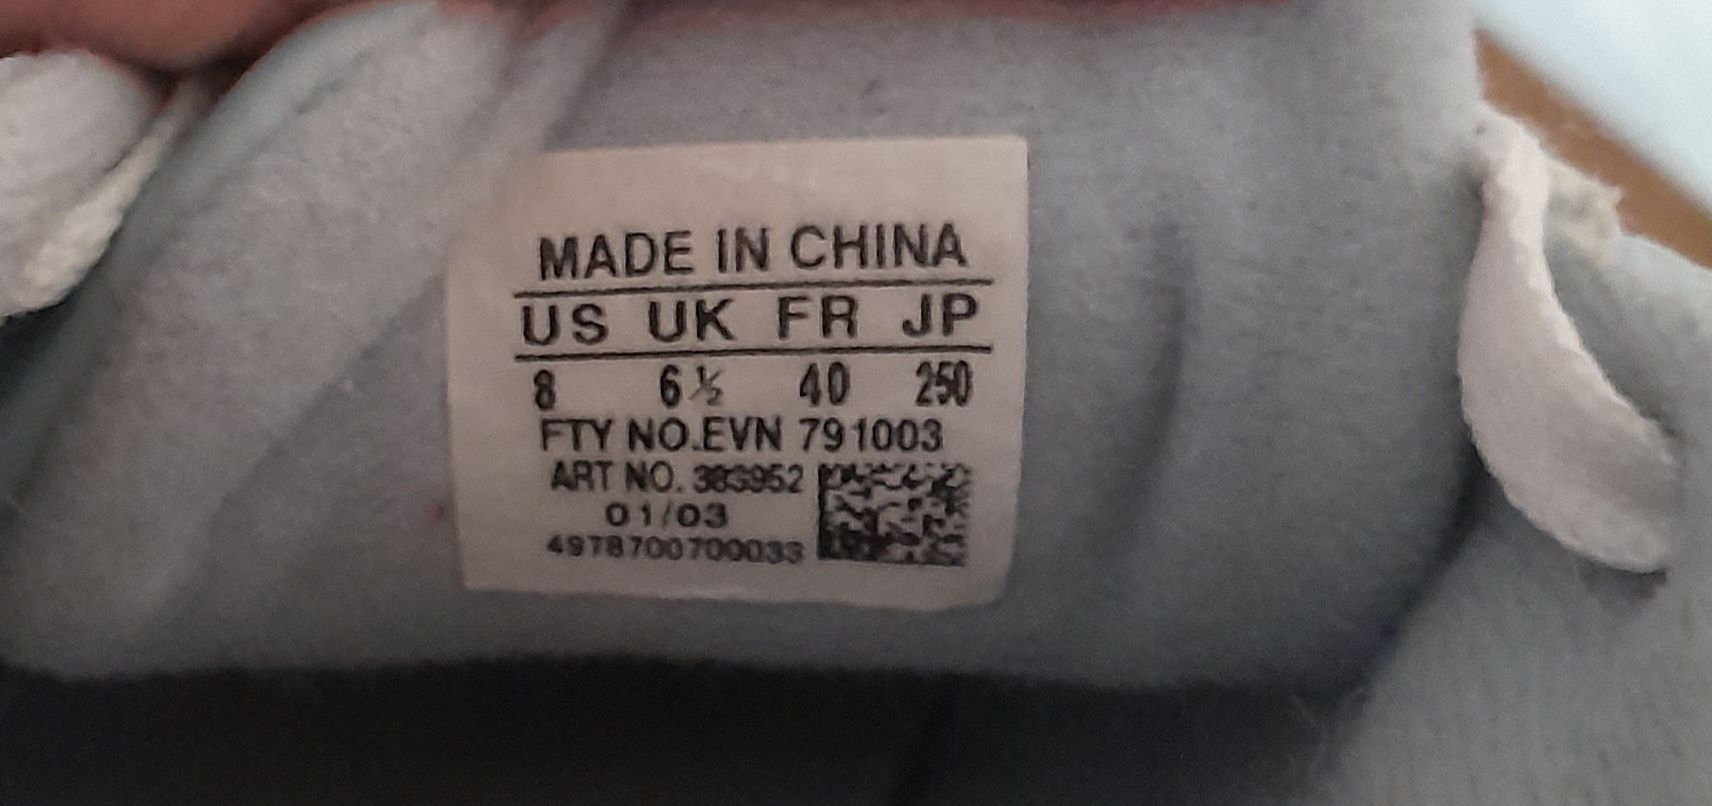 MADE IN CHINA
US UK FR JP
8 6½ 40 250
FTY NO.EVN 791003
ART NO. 383952
01/03
4978700700033